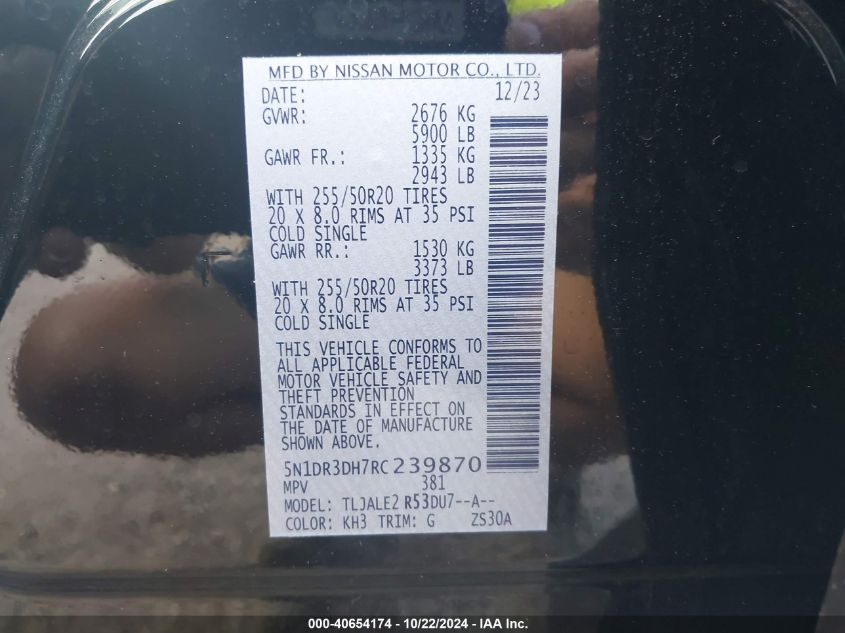 MFD BY NISSAN MOTOR CO., LTD.
DATE: 12/23
GVWR: 2676 KG
5900 LB
GAWR FR.: 1335 KG
2943 LB
WITH 255/50R20 TIRES
20 X 8.0 RIMS AT 35 PSI
COLD SINGLE
GAWR RR.: 1530 KG
3373 LB
WITH 255/50R20 TIRES
20 X 8.0 RIMS AT 35 PSI
COLD SINGLE
THIS VEHICLE CONFORMS TO
ALL APPLICABLE FEDERAL
MOTOR VEHICLE SAFETY AND
THEFT PREVENTION
STANDARDS IN EFFECT ON
THE DATE OF MANUFACTURE
SHOWN ABOVE.
5N1DR3DH7RC239870
MPV 381
MODEL: TLJALE2 R53DU7--A--
COLOR: KH3 TRIM: G ZS30A
000-40654174 - 10/22/2024 - IAA Inc.